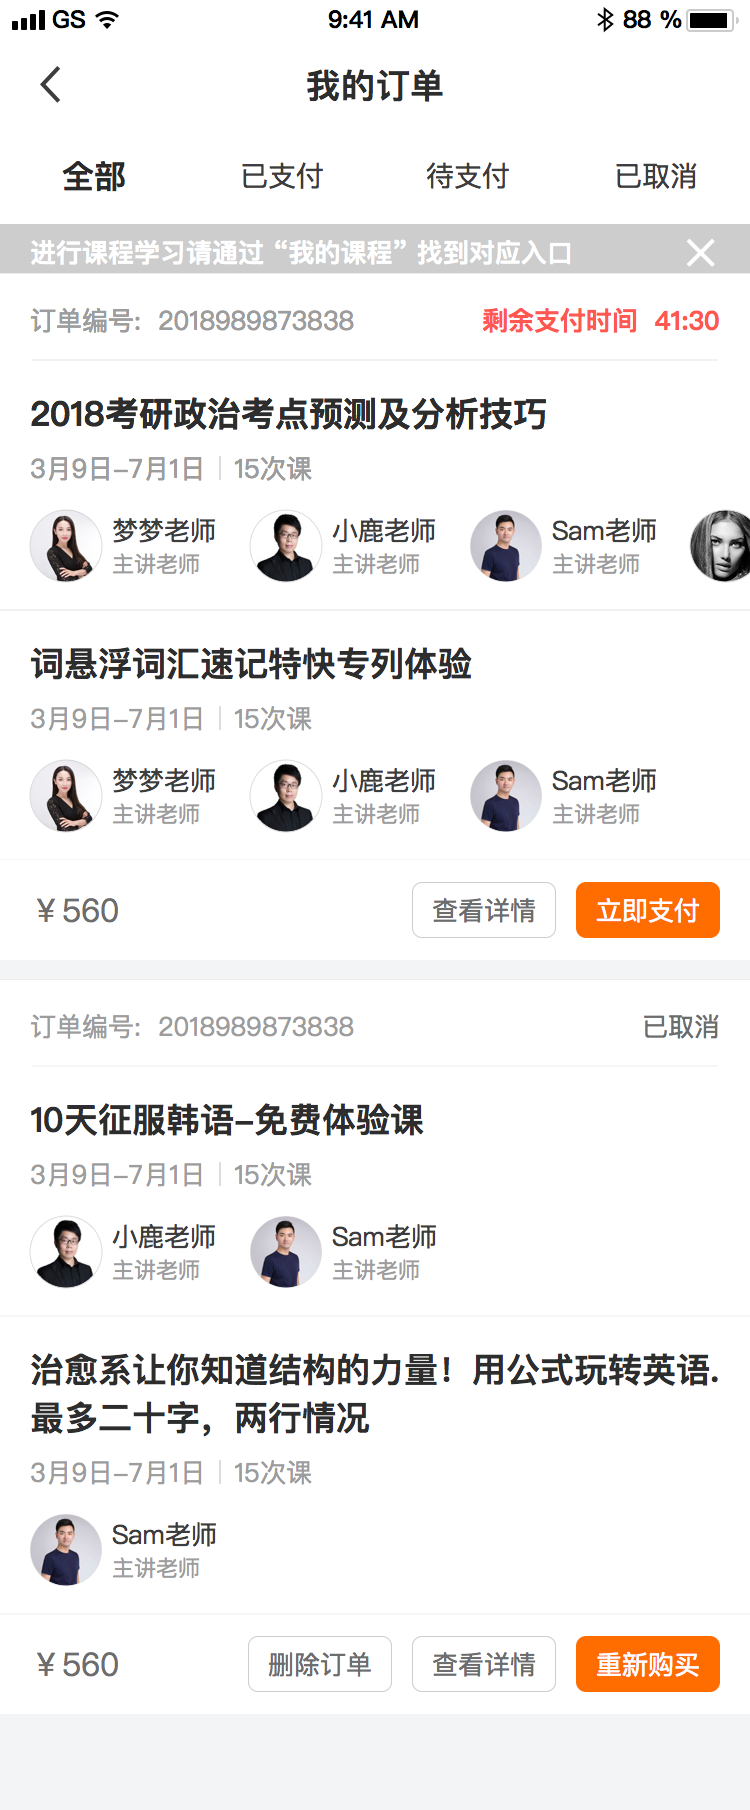 GS 9:41 AM 88 %
我的订单
全部 已支付 待支付 已取消
进行课程学习请通过“我的课程”找到对应入口
订单编号: 2018989873838 剩余支付时间 41:30
2018考研政治考点预测及分析技巧
3月9日-7月1日 15次课
梦梦老师 小鹿老师 Sam老师
主讲老师 主讲老师 主讲老师
词悬浮词汇速记特快专列体验
3月9日-7月1日 15次课
梦梦老师 小鹿老师 Sam老师
主讲老师 主讲老师 主讲老师
¥ 560 查看详情 立即支付
订单编号: 2018989873838 已取消
10天征服韩语-免费体验课
3月9日-7月1日 15次课
小鹿老师 Sam老师
主讲老师 主讲老师
治愈系让你知道结构的力量！用公式玩转英语.
最多二十字，两行情况
3月9日-7月1日 15次课
Sam老师
主讲老师
¥ 560 删除订单 查看详情 重新购买